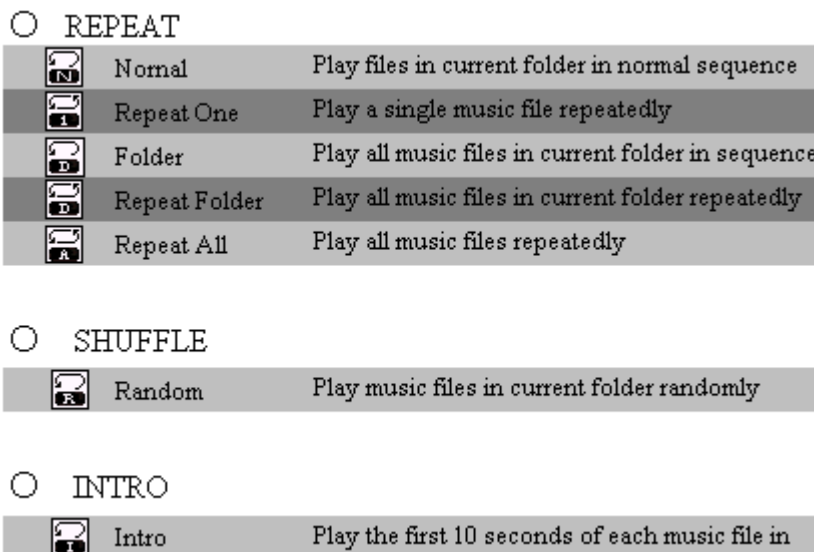 REPEAT
N Normal Play files in current folder in normal sequence
1 Repeat One Play a single music file repeatedly
D Folder Play all music files in current folder in sequence
D Repeat Folder Play all music files in current folder repeatedly
A Repeat All Play all music files repeatedly
SHUFFLE
R Random Play music files in current folder randomly
INTRO
I Intro Play the first 10 seconds of each music file in